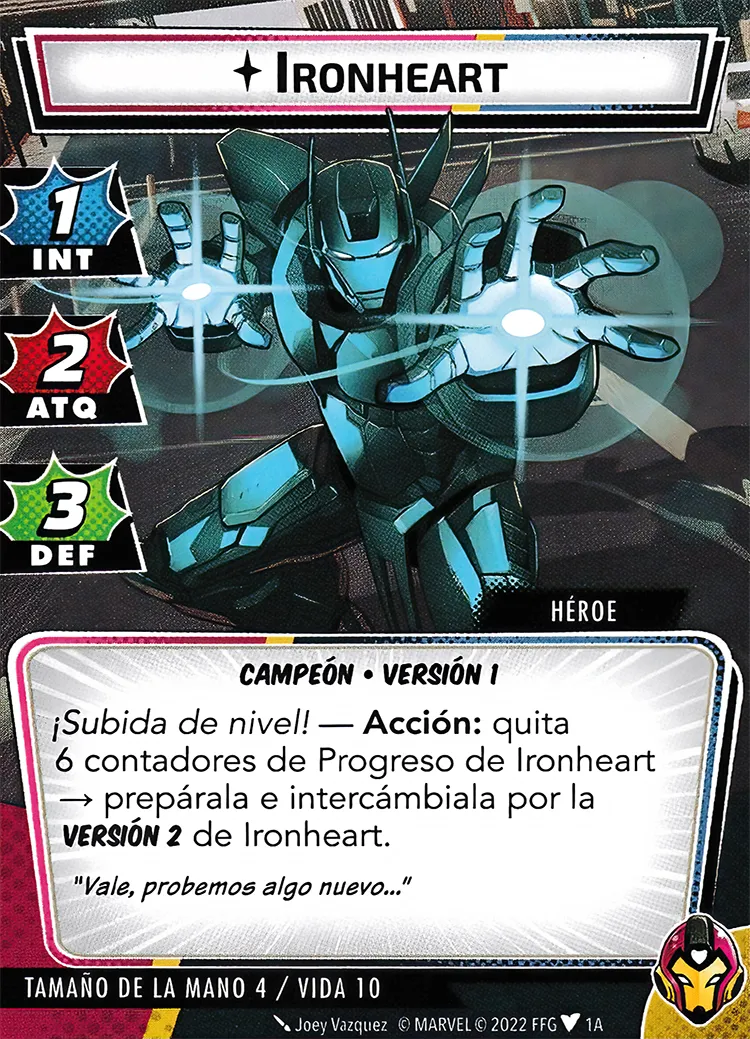 IRONHEART
1
INT
2
ATQ
3
DEF
HÉROE
CAMPEÓN • VERSIÓN 1
¡Subida de nivel! — Acción: quita
6 contadores de Progreso de Ironheart
→ prepárala e intercámbiala por la
VERSIÓN 2 de Ironheart.
"Vale, probemos algo nuevo..."
TAMAÑO DE LA MANO 4 / VIDA 10
Joey Vazquez © MARVEL © 2022 FFG 1A